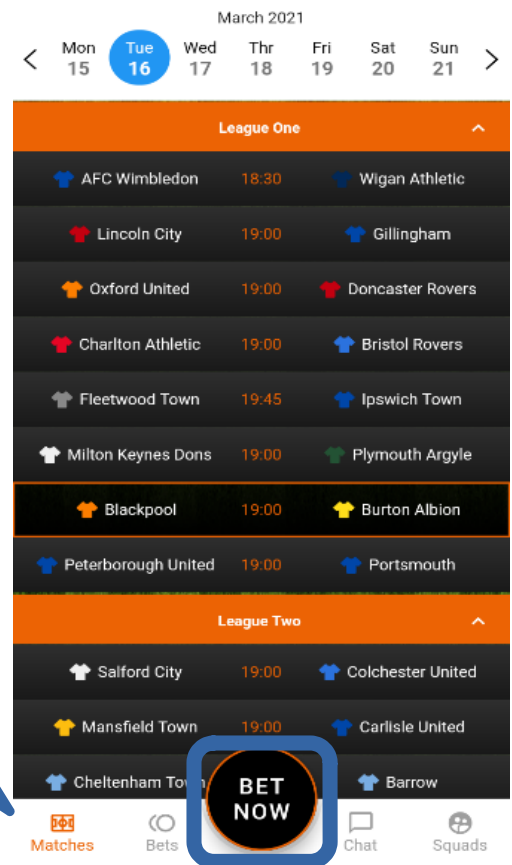 March 2021
Mon Tue Wed Thr Fri Sat Sun
15 16 17 18 19 20 21
League One
AFC Wimbledon 18:30 Wigan Athletic
Lincoln City 19:00 Gillingham
Oxford United 19:00 Doncaster Rovers
Charlton Athletic 19:00 Bristol Rovers
Fleetwood Town 19:45 Ipswich Town
Milton Keynes Dons 19:00 Plymouth Argyle
Blackpool 19:00 Burton Albion
Peterborough United 19:00 Portsmouth
League Two
Salford City 19:00 Colchester United
Mansfield Town 19:00 Carlisle United
Cheltenham Barrow
BET
NOW
Matches Bets Chat Squads